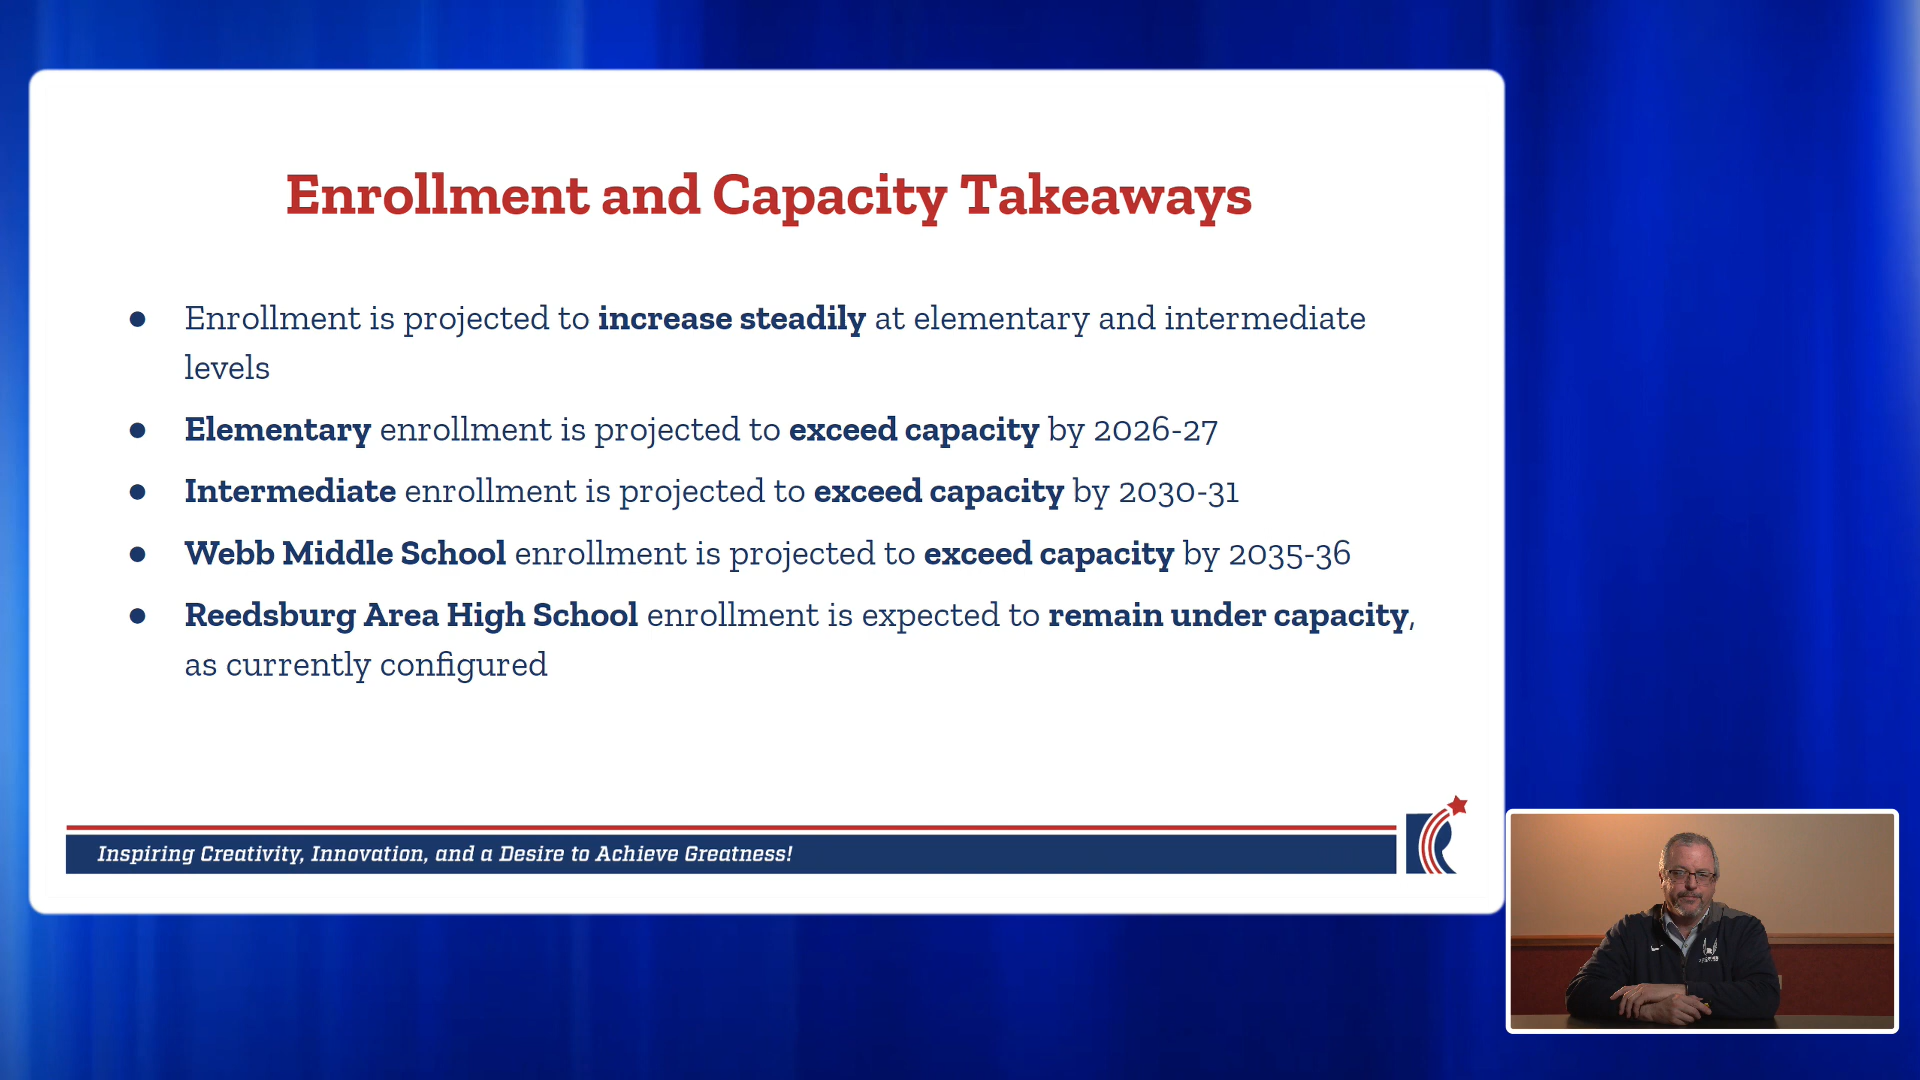 Enrollment and Capacity Takeaways
● Enrollment is projected to increase steadily at elementary and intermediate
levels
● Elementary enrollment is projected to exceed capacity by 2026-27
● Intermediate enrollment is projected to exceed capacity by 2030-31
● Webb Middle School enrollment is projected to exceed capacity by 2035-36
● Reedsburg Area High School enrollment is expected to remain under capacity,
as currently configured
Inspiring Creativity, Innovation, and a Desire to Achieve Greatness!